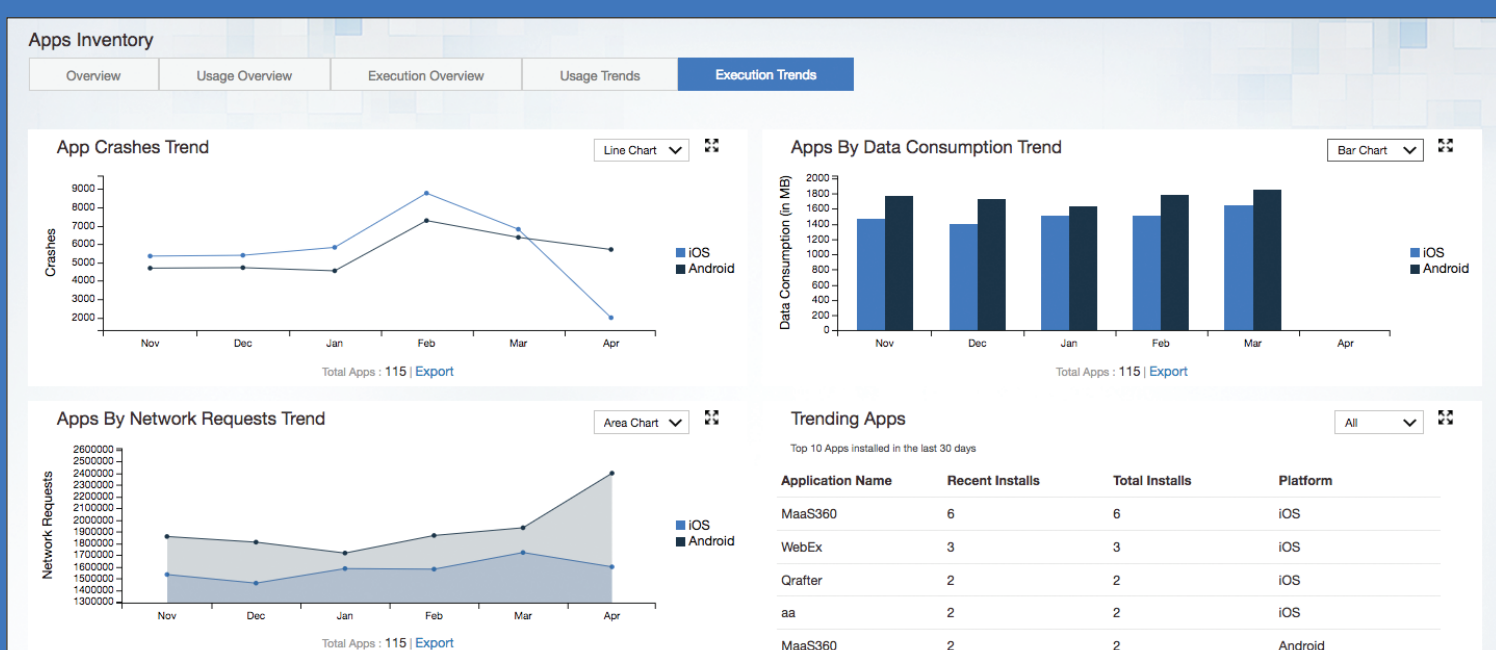 Apps Inventory
Overview Usage Overview Execution Overview Usage Trends Execution Trends
App Crashes Trend
Line Chart
Crashes
9000
8000
7000
6000
5000
4000
3000
2000
Nov Dec Jan Feb Mar Apr
iOS
Android
Total Apps : 115 | Export
Apps By Data Consumption Trend
Bar Chart
Data Consumption (in MB)
2000
1800
1600
1400
1200
1000
800
600
400
200
0
Nov Dec Jan Feb Mar Apr
iOS
Android
Total Apps : 115 | Export
Apps By Network Requests Trend
Area Chart
Network Requests
2600000
2500000
2400000
2300000
2200000
2100000
2000000
1900000
1800000
1700000
1600000
1500000
1400000
1300000
Nov Dec Jan Feb Mar Apr
iOS
Android
Total Apps : 115 | Export
Trending Apps
All
Top 10 Apps installed in the last 30 days
Application Name Recent Installs Total Installs Platform
MaaS360 6 6 iOS
WebEx 3 3 iOS
Qrafter 2 2 iOS
aa 2 2 iOS
MaaS360 2 2 Android